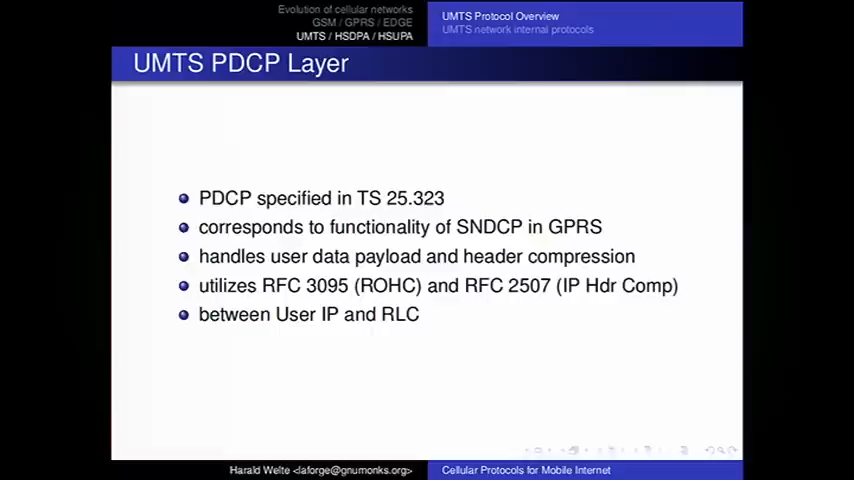 Evolution of cellular networks
GSM / GPRS / EDGE
UMTS / HSDPA / HSUPA
UMTS Protocol Overview
UMTS network internal protocols
UMTS PDCP Layer
PDCP specified in TS 25.323
corresponds to functionality of SNDCP in GPRS
handles user data payload and header compression
utilizes RFC 3095 (ROHC) and RFC 2507 (IP Hdr Comp)
between User IP and RLC
Harald Welte <laforge@gnumonks.org>
Cellular Protocols for Mobile Internet